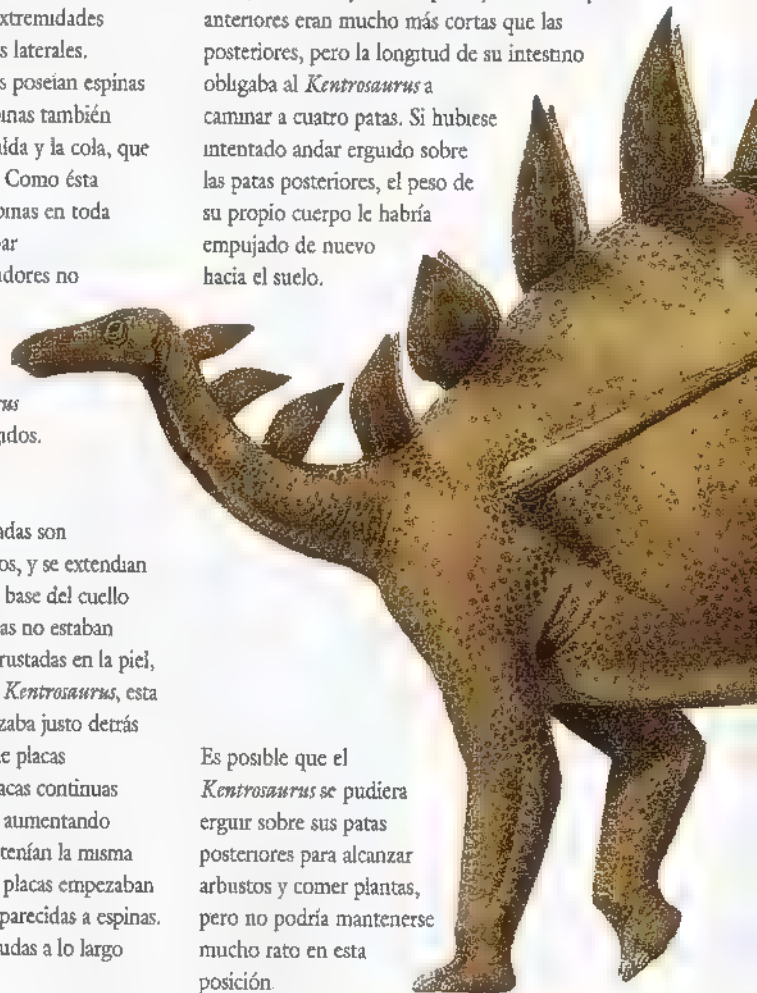 xtremidades
s laterales.
s poseían espinas
inas también
alda y la cola, que
Como ésta
pinas en toda
ar
dores no
rus
idos.
adas son
os, y se extendían
base del cuello
as no estaban
rustadas en la piel,
Kentrosaurus, esta
zaba justo detrás
e placas
acas continuas
aumentando
tenían la misma
placas empezaban
parecidas a espinas.
udas a lo largo
anteriores eran mucho más cortas que las
posteriores, pero la longitud de su intestino
obligaba al Kentrosaurus a
caminar a cuatro patas. Si hubiese
intentado andar erguido sobre
las patas posteriores, el peso de
su propio cuerpo le habría
empujado de nuevo
hacia el suelo.
Es posible que el
Kentrosaurus se pudiera
erguir sobre sus patas
posteriores para alcanzar
arbustos y comer plantas,
pero no podría mantenerse
mucho rato en esta
posición.